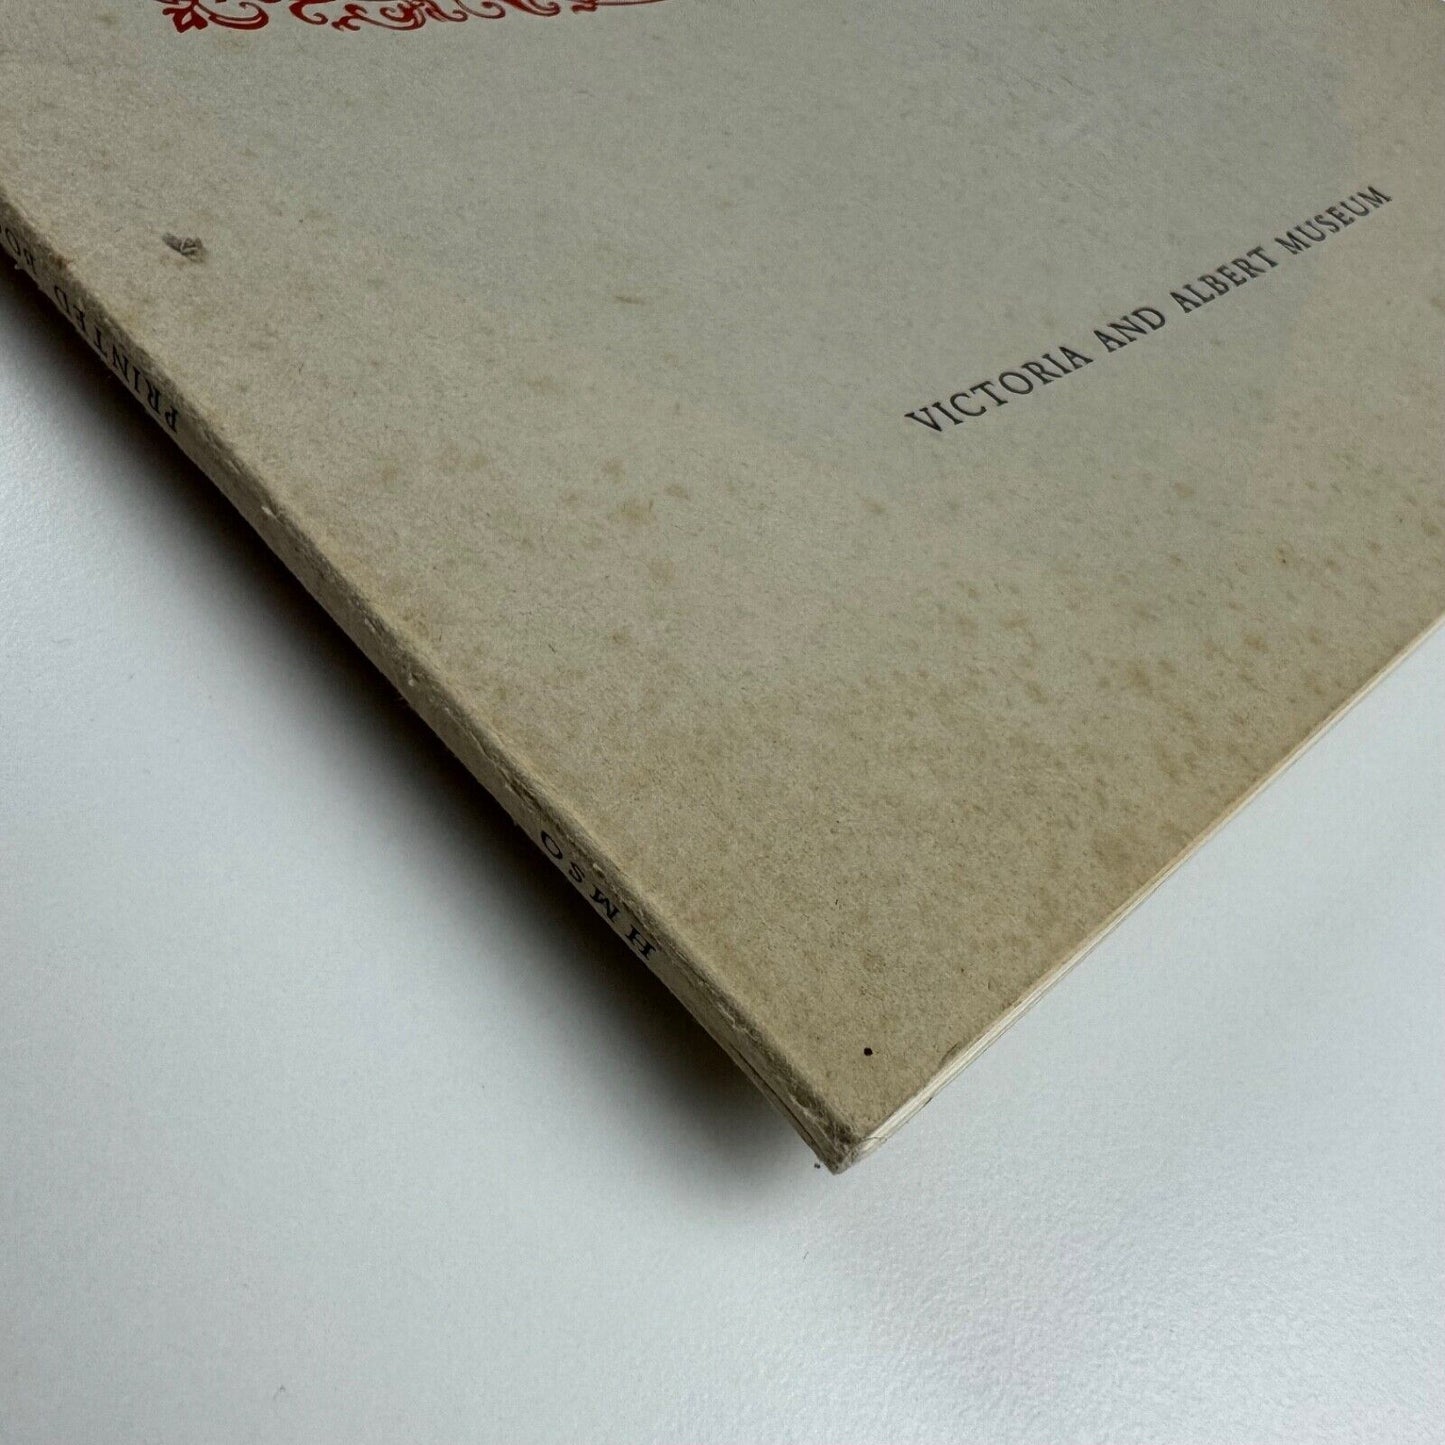 VICTORIA AND ALBERT MUSEUM
PRINTED
HMSO